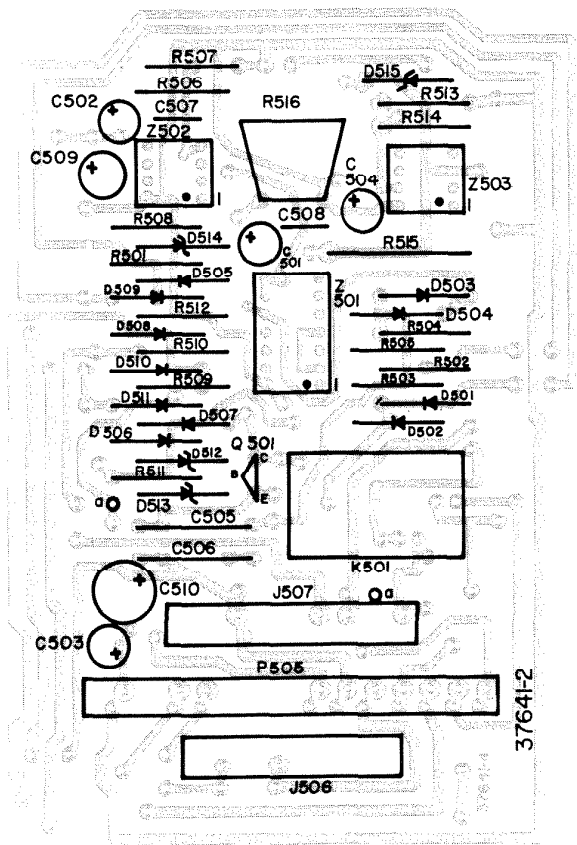 R507
D515
R506
R513
C502
C507
R516
R514
Z502
C509
C
504
Z503
1
1
R508
C508
D514
C
501
R515
R501
D505
D509
Z
501
D503
R512
D504
D508
R504
R510
R505
D510
R502
R509
R503
1
D511
D501
D507
D502
D506
Q 501
C
D512
B
R511
E
a
D513
C505
C506
K501
C510
J507
a
C503
P505
37641-2
J506
37641-1